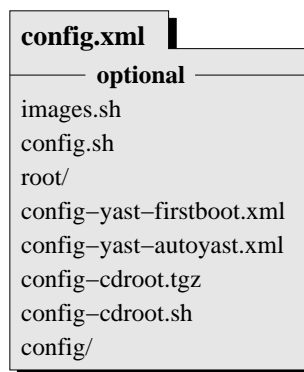 config.xml
optional
images.sh
config.sh
root/
config−yast−firstboot.xml
config−yast−autoyast.xml
config−cdroot.tgz
config−cdroot.sh
config/